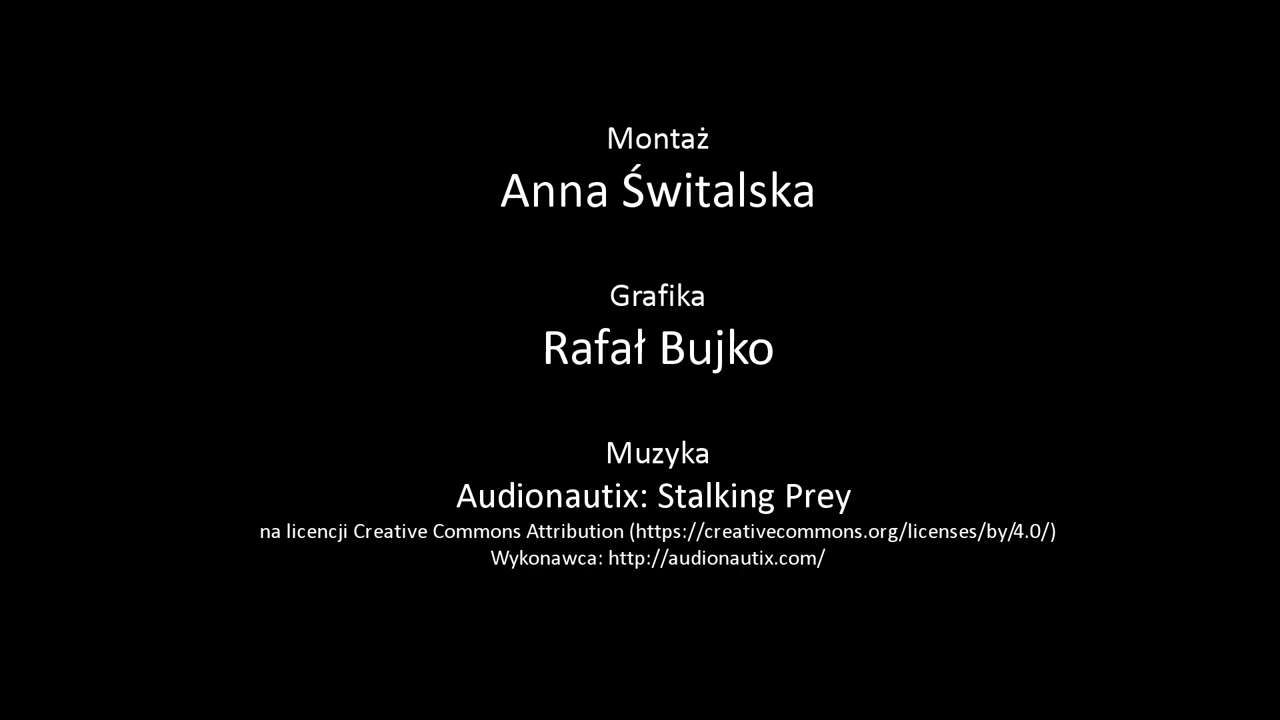 Montaż
Anna Świtalska
Grafika
Rafał Bujko
Muzyka
Audionautix: Stalking Prey
na licencji Creative Commons Attribution (https://creativecommons.org/licenses/by/4.0/)
Wykonawca: http://audionautix.com/